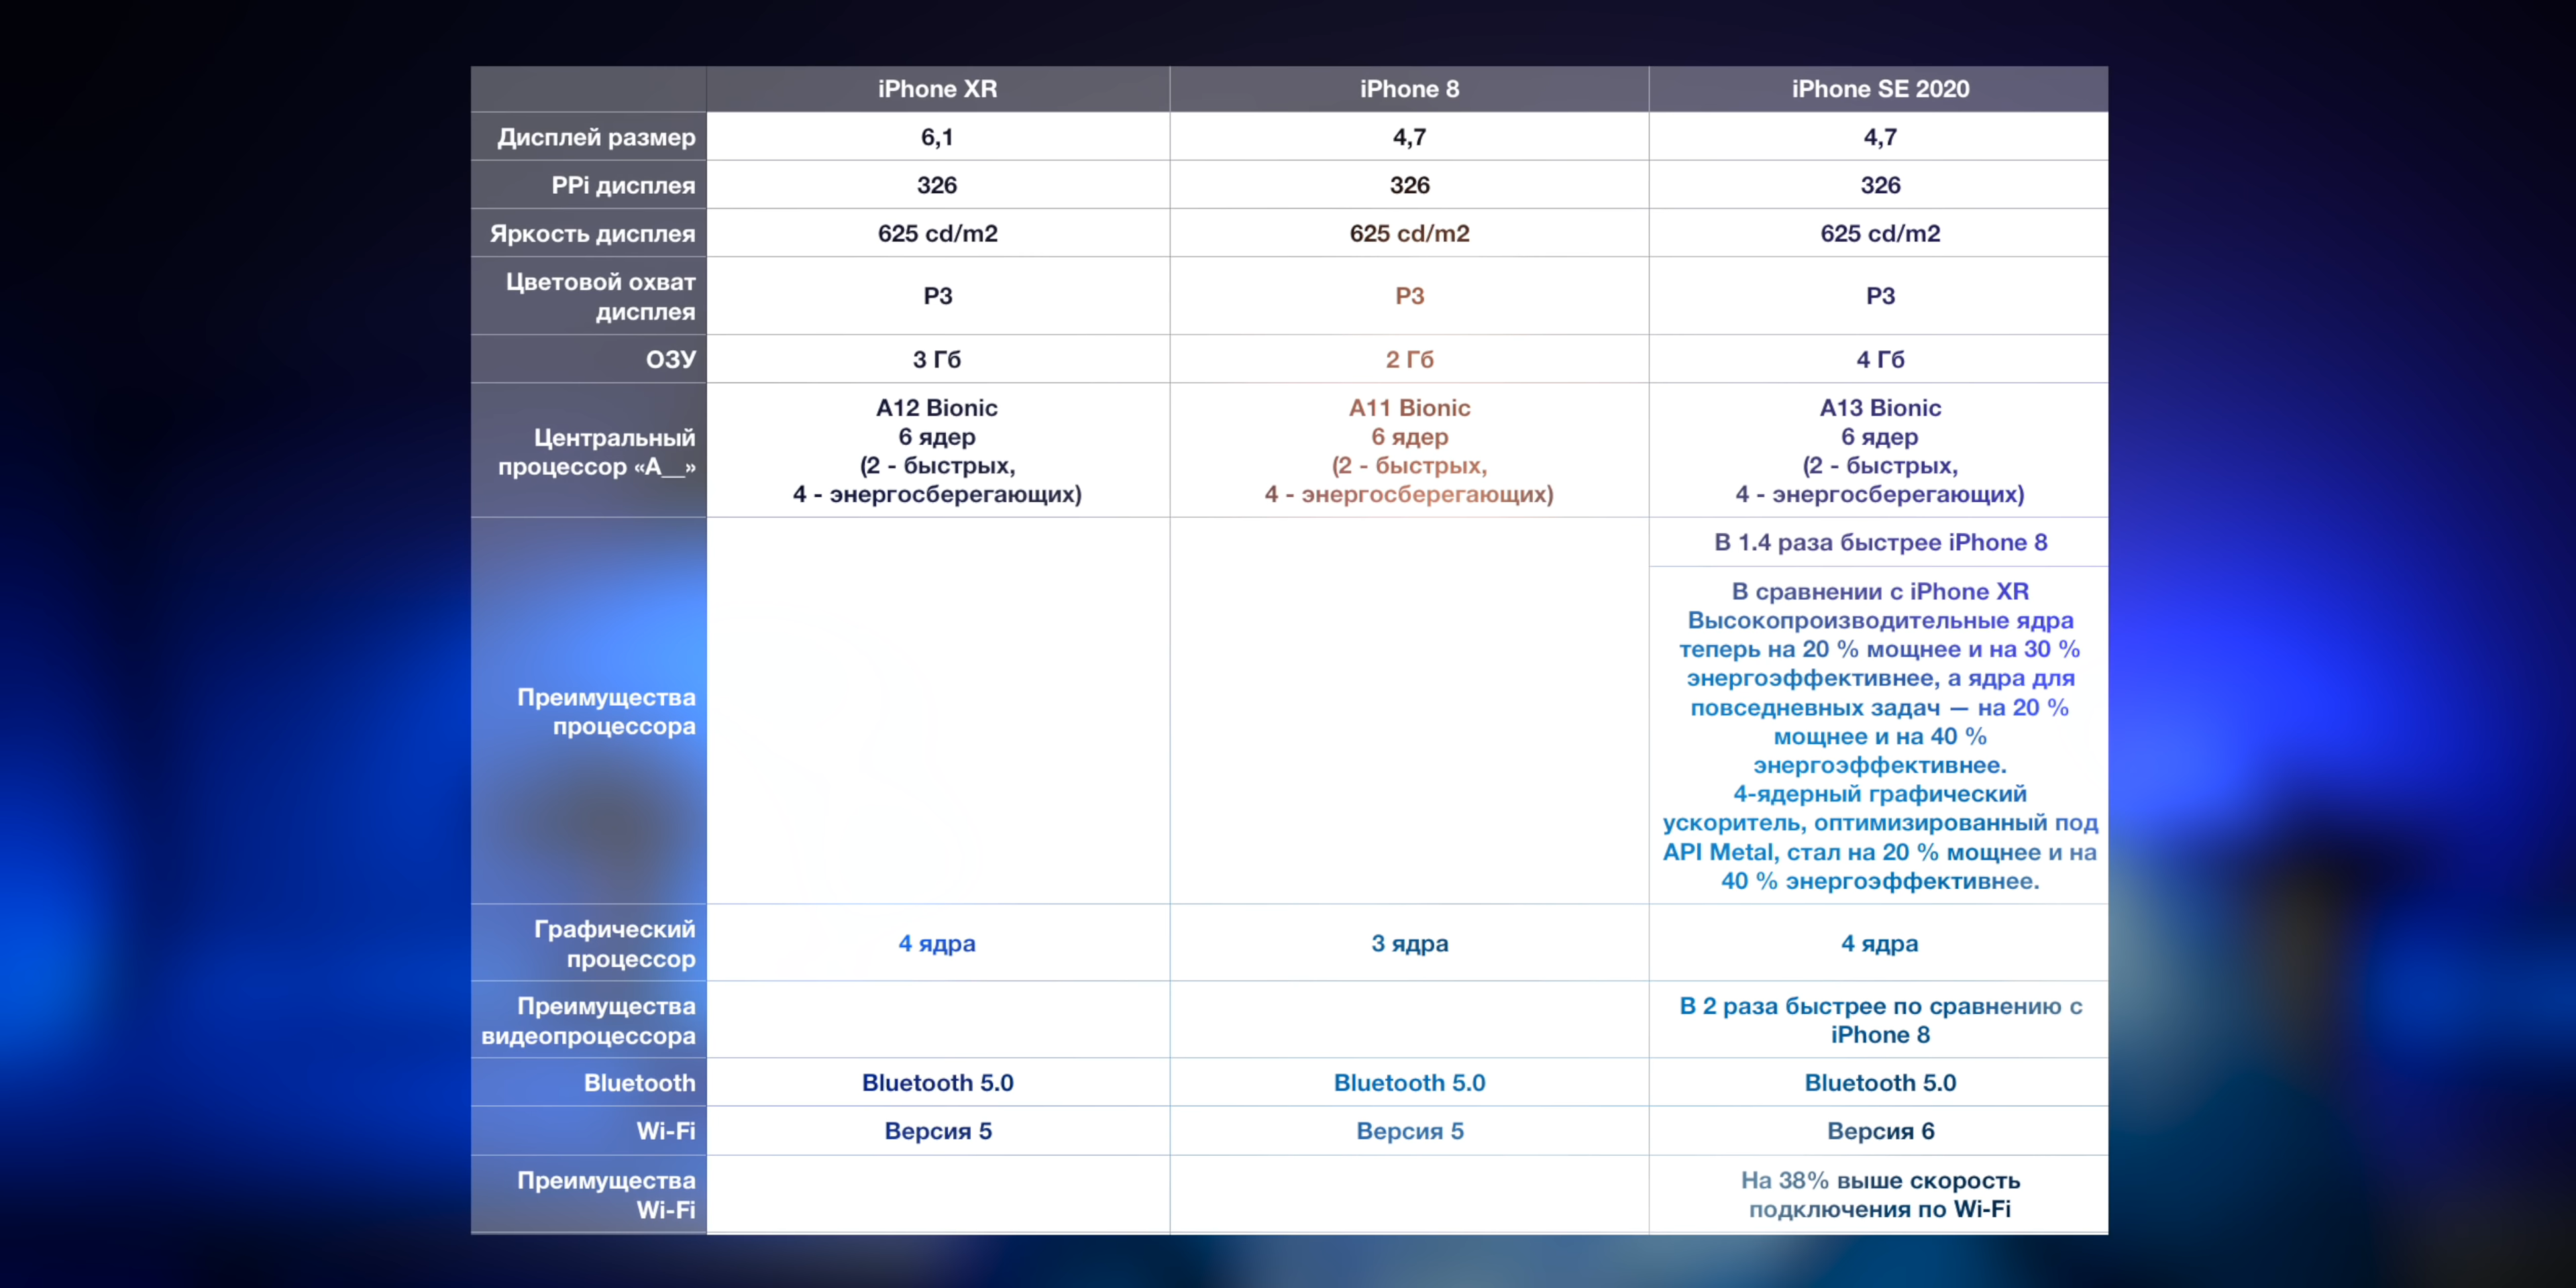 iPhone XR iPhone 8 iPhone SE 2020
Дисплей размер 6,1 4,7 4,7
PPi дисплея 326 326 326
Яркость дисплея 625 cd/m2 625 cd/m2 625 cd/m2
Цветовой охват
дисплея
P3 P3 P3
ОЗУ 3 Гб 2 Гб 4 Гб
Центральный
процессор «A__»
A12 Bionic
6 ядер
(2 - быстрых,
4 - энергосберегающих)
A11 Bionic
6 ядер
(2 - быстрых,
4 - энергосберегающих)
A13 Bionic
6 ядер
(2 - быстрых,
4 - энергосберегающих)
Преимущества
процессора
В 1.4 раза быстрее iPhone 8
В сравнении с iPhone XR
Высокопроизводительные ядра
теперь на 20 % мощнее и на 30 %
энергоэффективнее, а ядра для
повседневных задач — на 20 %
мощнее и на 40 %
энергоэффективнее.
4-ядерный графический
ускоритель, оптимизированный под
API Metal, стал на 20 % мощнее и на
40 % энергоэффективнее.
Графический
процессор
4 ядра 3 ядра 4 ядра
Преимущества
видеопроцессора
В 2 раза быстрее по сравнению с
iPhone 8
Bluetooth Bluetooth 5.0 Bluetooth 5.0 Bluetooth 5.0
Wi-Fi Версия 5 Версия 5 Версия 6
Преимущества
Wi-Fi
На 38% выше скорость
подключения по Wi-Fi